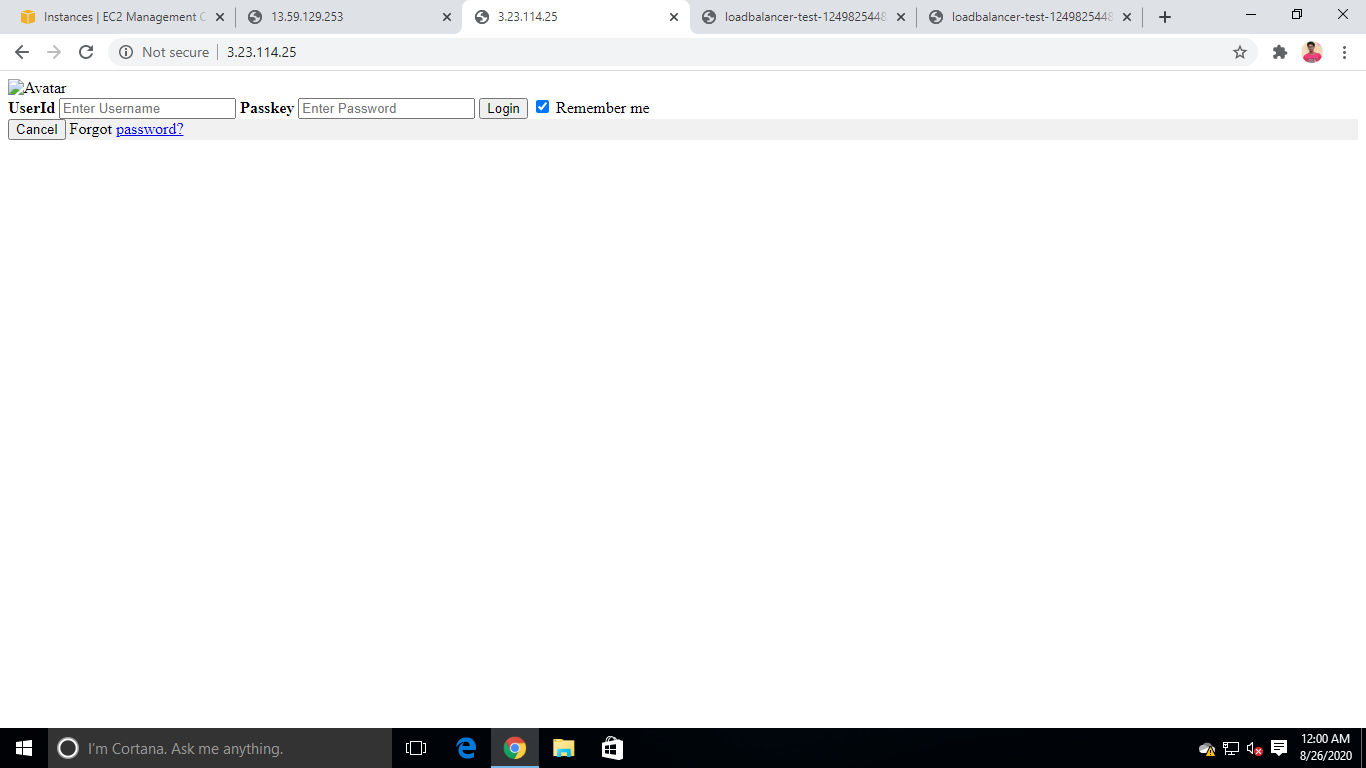 Instances | EC2 Management C
13.59.129.253
3.23.114.25
loadbalancer-test-1249825448
loadbalancer-test-1249825448
Not secure
3.23.114.25
Avatar
UserId Enter Username Passkey Enter Password Login Remember me
Cancel Forgot password?
I'm Cortana. Ask me anything.
12:00 AM
8/26/2020